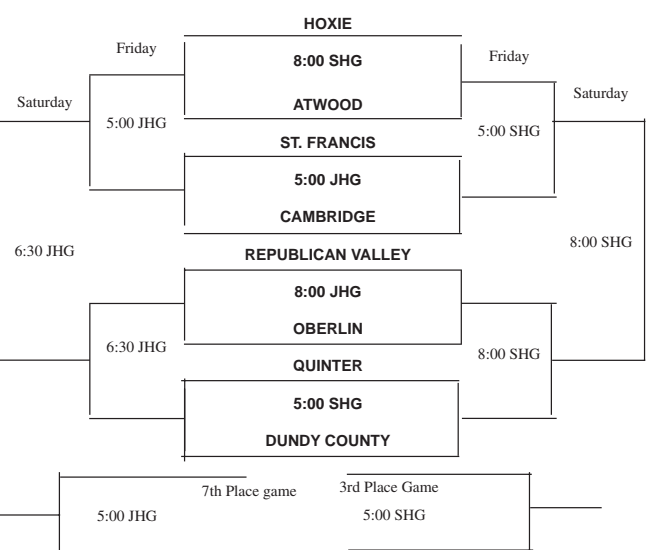 HOXIE
Friday
8:00 SHG
Friday
Saturday
ATWOOD
Saturday
5:00 JHG
5:00 SHG
ST. FRANCIS
5:00 JHG
CAMBRIDGE
6:30 JHG
8:00 SHG
REPUBLICAN VALLEY
8:00 JHG
OBERLIN
6:30 JHG
8:00 SHG
QUINTER
5:00 SHG
DUNDY COUNTY
7th Place game
3rd Place Game
5:00 JHG
5:00 SHG